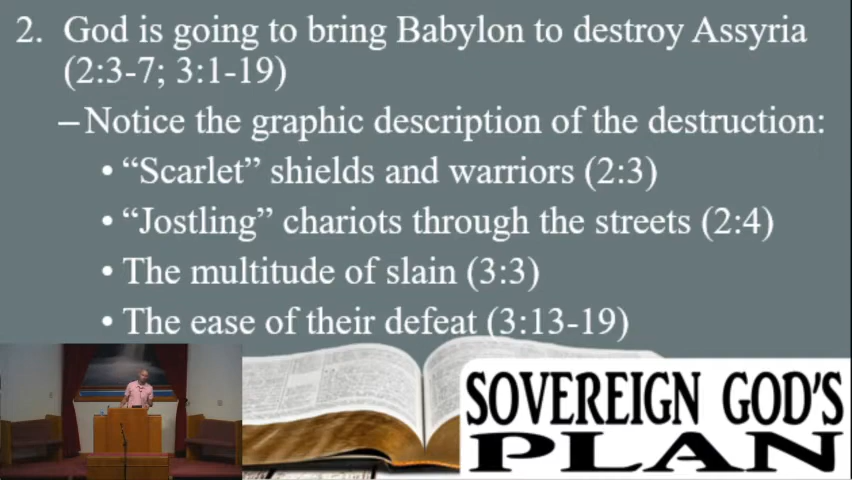 2. God is going to bring Babylon to destroy Assyria
(2:3-7; 3:1-19)
–Notice the graphic description of the destruction:
• “Scarlet” shields and warriors (2:3)
• “Jostling” chariots through the streets (2:4)
• The multitude of slain (3:3)
• The ease of their defeat (3:13-19)
SOVEREIGN GOD'S
PLAN